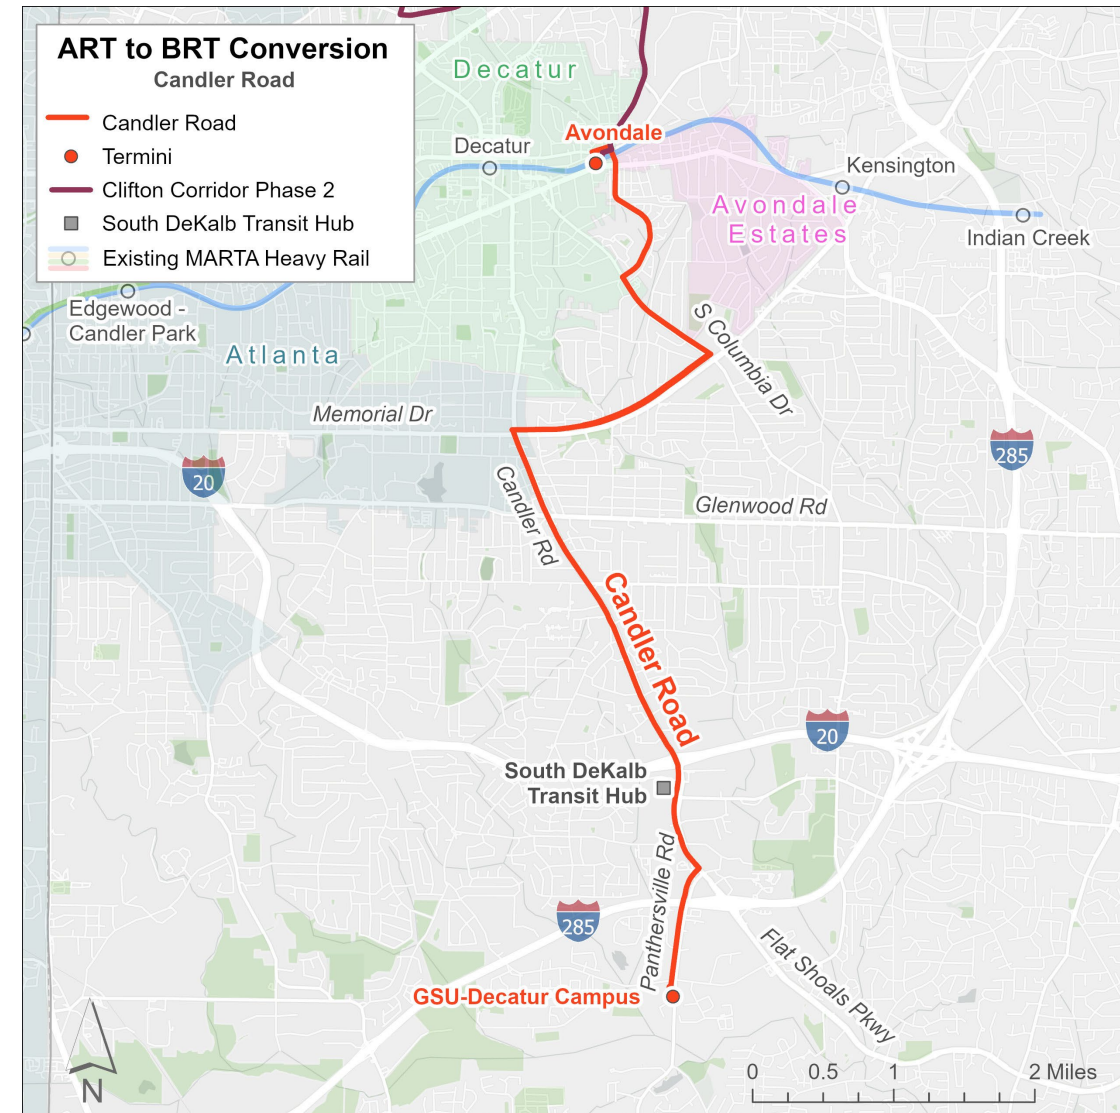 ART to BRT Conversion
Candler Road
Candler Road
Termini
Clifton Corridor Phase 2
South DeKalb Transit Hub
Existing MARTA Heavy Rail
Decatur
Avondale
Decatur
Kensington
Avondale
Estates
Indian Creek
Edgewood -
Candler Park
Atlanta
S Columbia Dr
Memorial Dr
20
285
Candler Rd
Glenwood Rd
Candler Road
20
South DeKalb
Transit Hub
Panthersville Rd
285
Flat Shoals Pkwy
GSU-Decatur Campus
N
0 0.5 1 2 Miles